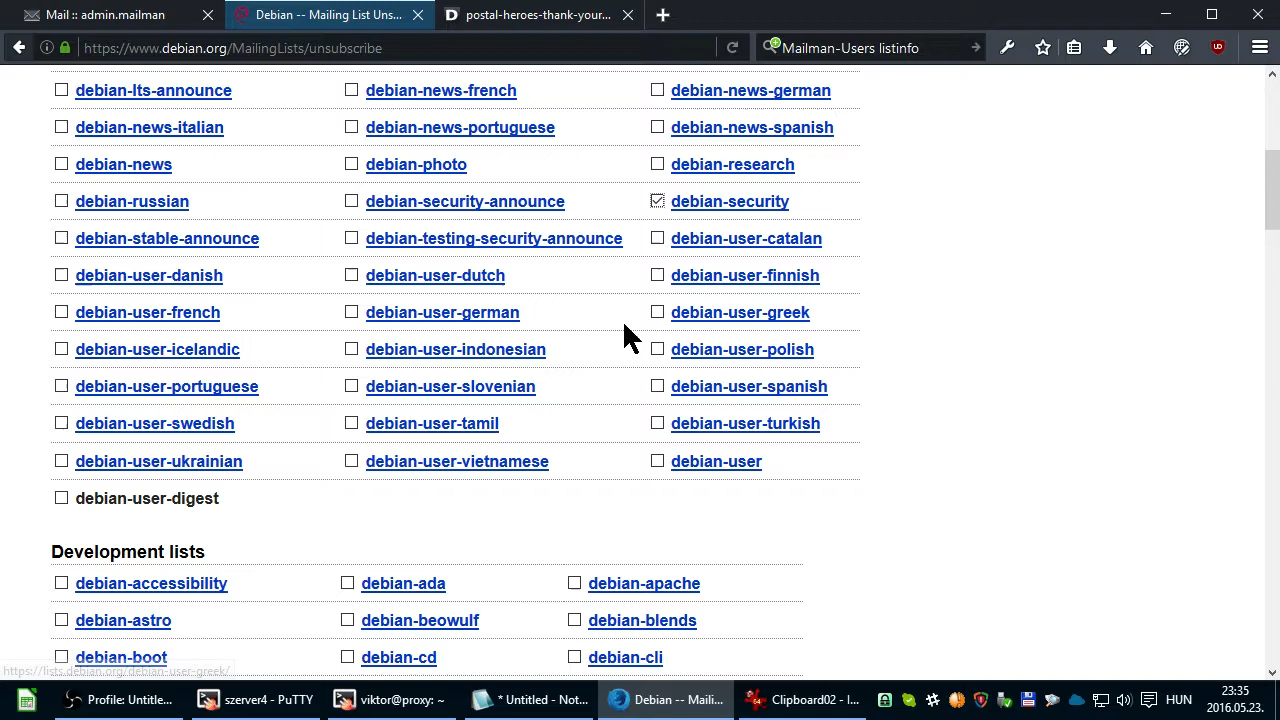 Mail :: admin.mailman
Debian -- Mailing List Uns...
postal-heroes-thank-your...
https://www.debian.org/MailingLists/unsubscribe
Mailman-Users listinfo
debian-lts-announce debian-news-french debian-news-german
debian-news-italian debian-news-portuguese debian-news-spanish
debian-news debian-photo debian-research
debian-russian debian-security-announce debian-security
debian-stable-announce debian-testing-security-announce debian-user-catalan
debian-user-danish debian-user-dutch debian-user-finnish
debian-user-french debian-user-german debian-user-greek
debian-user-icelandic debian-user-indonesian debian-user-polish
debian-user-portuguese debian-user-slovenian debian-user-spanish
debian-user-swedish debian-user-tamil debian-user-turkish
debian-user-ukrainian debian-user-vietnamese debian-user
debian-user-digest
Development lists
debian-accessibility debian-ada debian-apache
debian-astro debian-beowulf debian-blends
debian-boot debian-cd debian-cli
https://lists.debian.org/debian-user-greek/
Profile: Untitle...
szerver4 - PuTTY
viktor@proxy: ~
* Untitled - Not...
Debian -- Maili...
Clipboard02 - I...
HUN
23:35
2016.05.23.